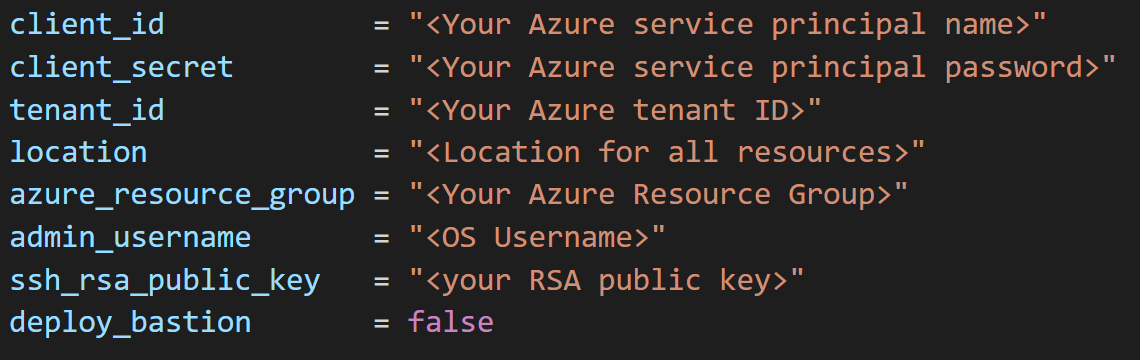 client_id = "<Your Azure service principal name>"
client_secret = "<Your Azure service principal password>"
tenant_id = "<Your Azure tenant ID>"
location = "<Location for all resources>"
azure_resource_group = "<Your Azure Resource Group>"
admin_username = "<OS Username>"
ssh_rsa_public_key = "<your RSA public key>"
deploy_bastion = false